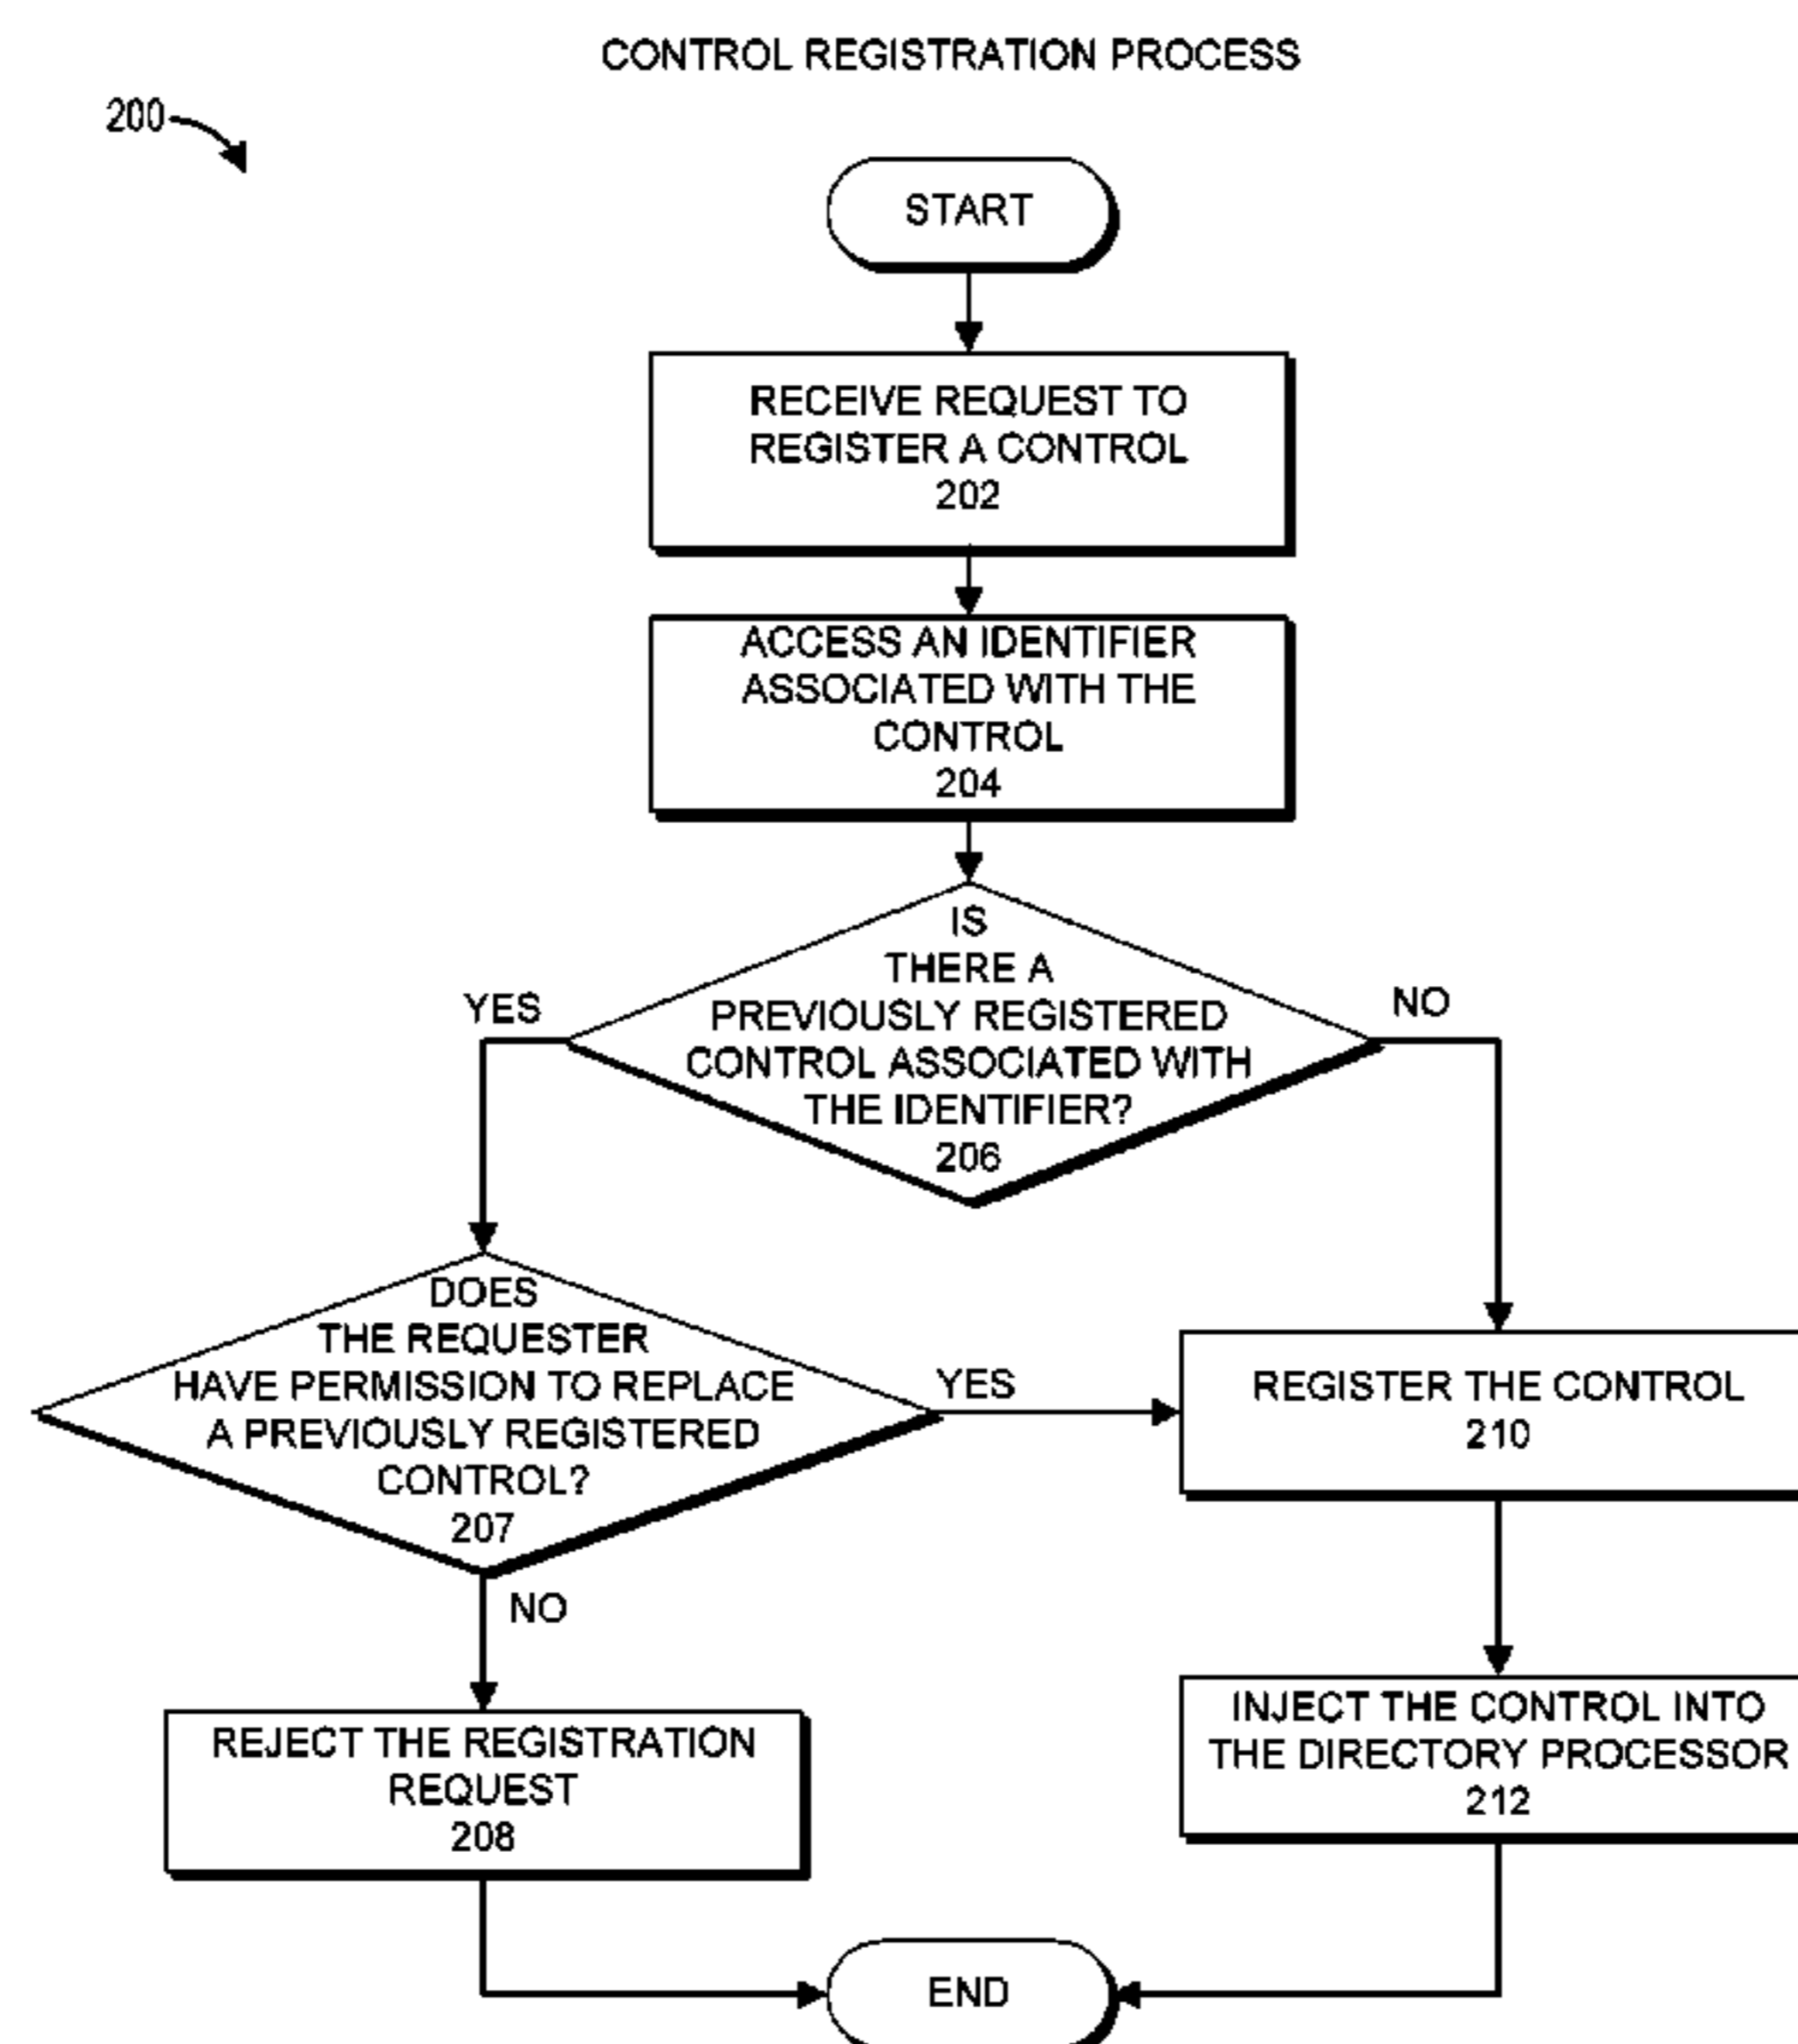 CONTROL REGISTRATION PROCESS
200
START
RECEIVE REQUEST TO
REGISTER A CONTROL
202
ACCESS AN IDENTIFIER
ASSOCIATED WITH THE
CONTROL
204
IS
THERE A
PREVIOUSLY REGISTERED
CONTROL ASSOCIATED WITH
THE IDENTIFIER?
206
YES
NO
DOES
THE REQUESTER
HAVE PERMISSION TO REPLACE
A PREVIOUSLY REGISTERED
CONTROL?
207
YES
NO
REGISTER THE CONTROL
210
REJECT THE REGISTRATION
REQUEST
208
INJECT THE CONTROL INTO
THE DIRECTORY PROCESSOR
212
END